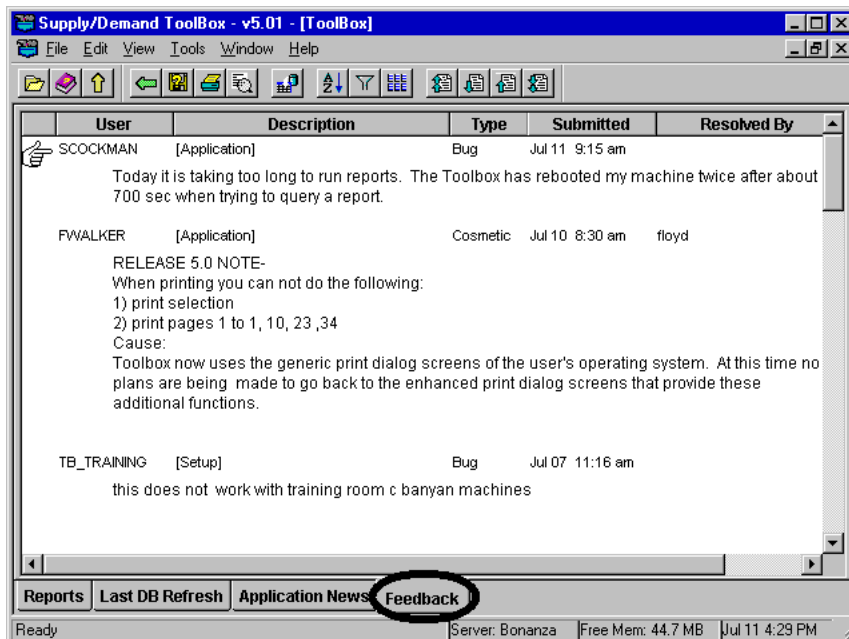 Supply/Demand ToolBox - v5.01 - [ToolBox]
File Edit View Tools Window Help
User Description Type Submitted Resolved By
SCOCKMAN [Application] Bug Jul 11 9:15 am
Today it is taking too long to run reports. The Toolbox has rebooted my machine twice after about
700 sec when trying to query a report.
FWALKER [Application] Cosmetic Jul 10 8:30 am floyd
RELEASE 5.0 NOTE-
When printing you can not do the following:
1) print selection
2) print pages 1 to 1, 10, 23 ,34
Cause:
Toolbox now uses the generic print dialog screens of the user's operating system. At this time no
plans are being made to go back to the enhanced print dialog screens that provide these
additional functions.
TB_TRAINING [Setup] Bug Jul 07 11:16 am
this does not work with training room c banyan machines
Reports Last DB Refresh Application News Feedback
Ready Server: Bonanza Free Mem: 44.7 MB Jul 11 4:29 PM